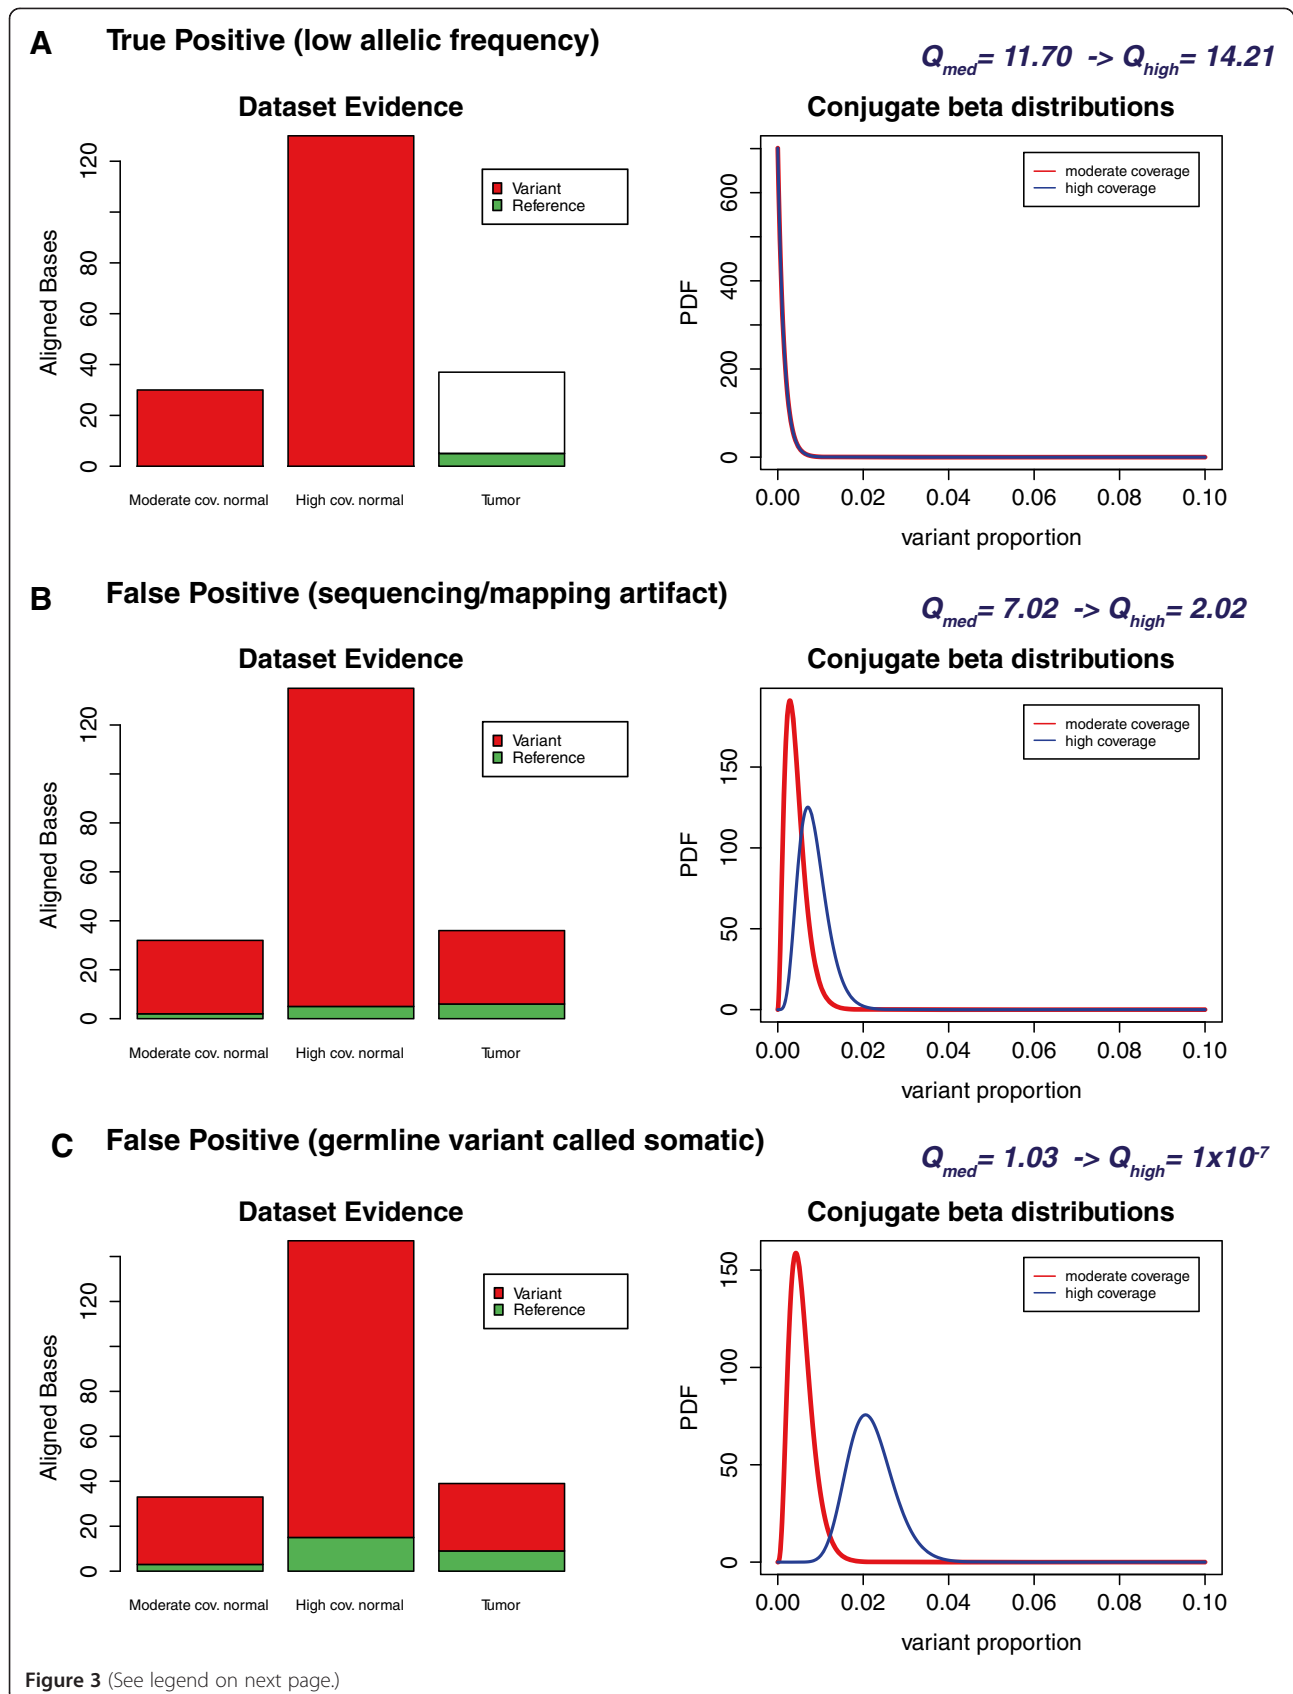 A True Positive (low allelic frequency)
Qmed= 11.70 -> Qhigh= 14.21
Dataset Evidence
Aligned Bases
0 20 40 60 80 120
Variant
Reference
Moderate cov. normal High cov. normal Tumor
Conjugate beta distributions
PDF
0 200 400 600
moderate coverage
high coverage
0.00 0.02 0.04 0.06 0.08 0.10
variant proportion
B False Positive (sequencing/mapping artifact)
Qmed= 7.02 -> Qhigh= 2.02
Dataset Evidence
Aligned Bases
0 20 40 60 80 120
Variant
Reference
Moderate cov. normal High cov. normal Tumor
Conjugate beta distributions
PDF
0 50 100 150
moderate coverage
high coverage
0.00 0.02 0.04 0.06 0.08 0.10
variant proportion
C False Positive (germline variant called somatic)
Qmed= 1.03 -> Qhigh= 1x10-7
Dataset Evidence
Aligned Bases
0 20 40 60 80 120
Variant
Reference
Moderate cov. normal High cov. normal Tumor
Conjugate beta distributions
PDF
0 50 100 150
moderate coverage
high coverage
0.00 0.02 0.04 0.06 0.08 0.10
variant proportion
Figure 3 (See legend on next page.)